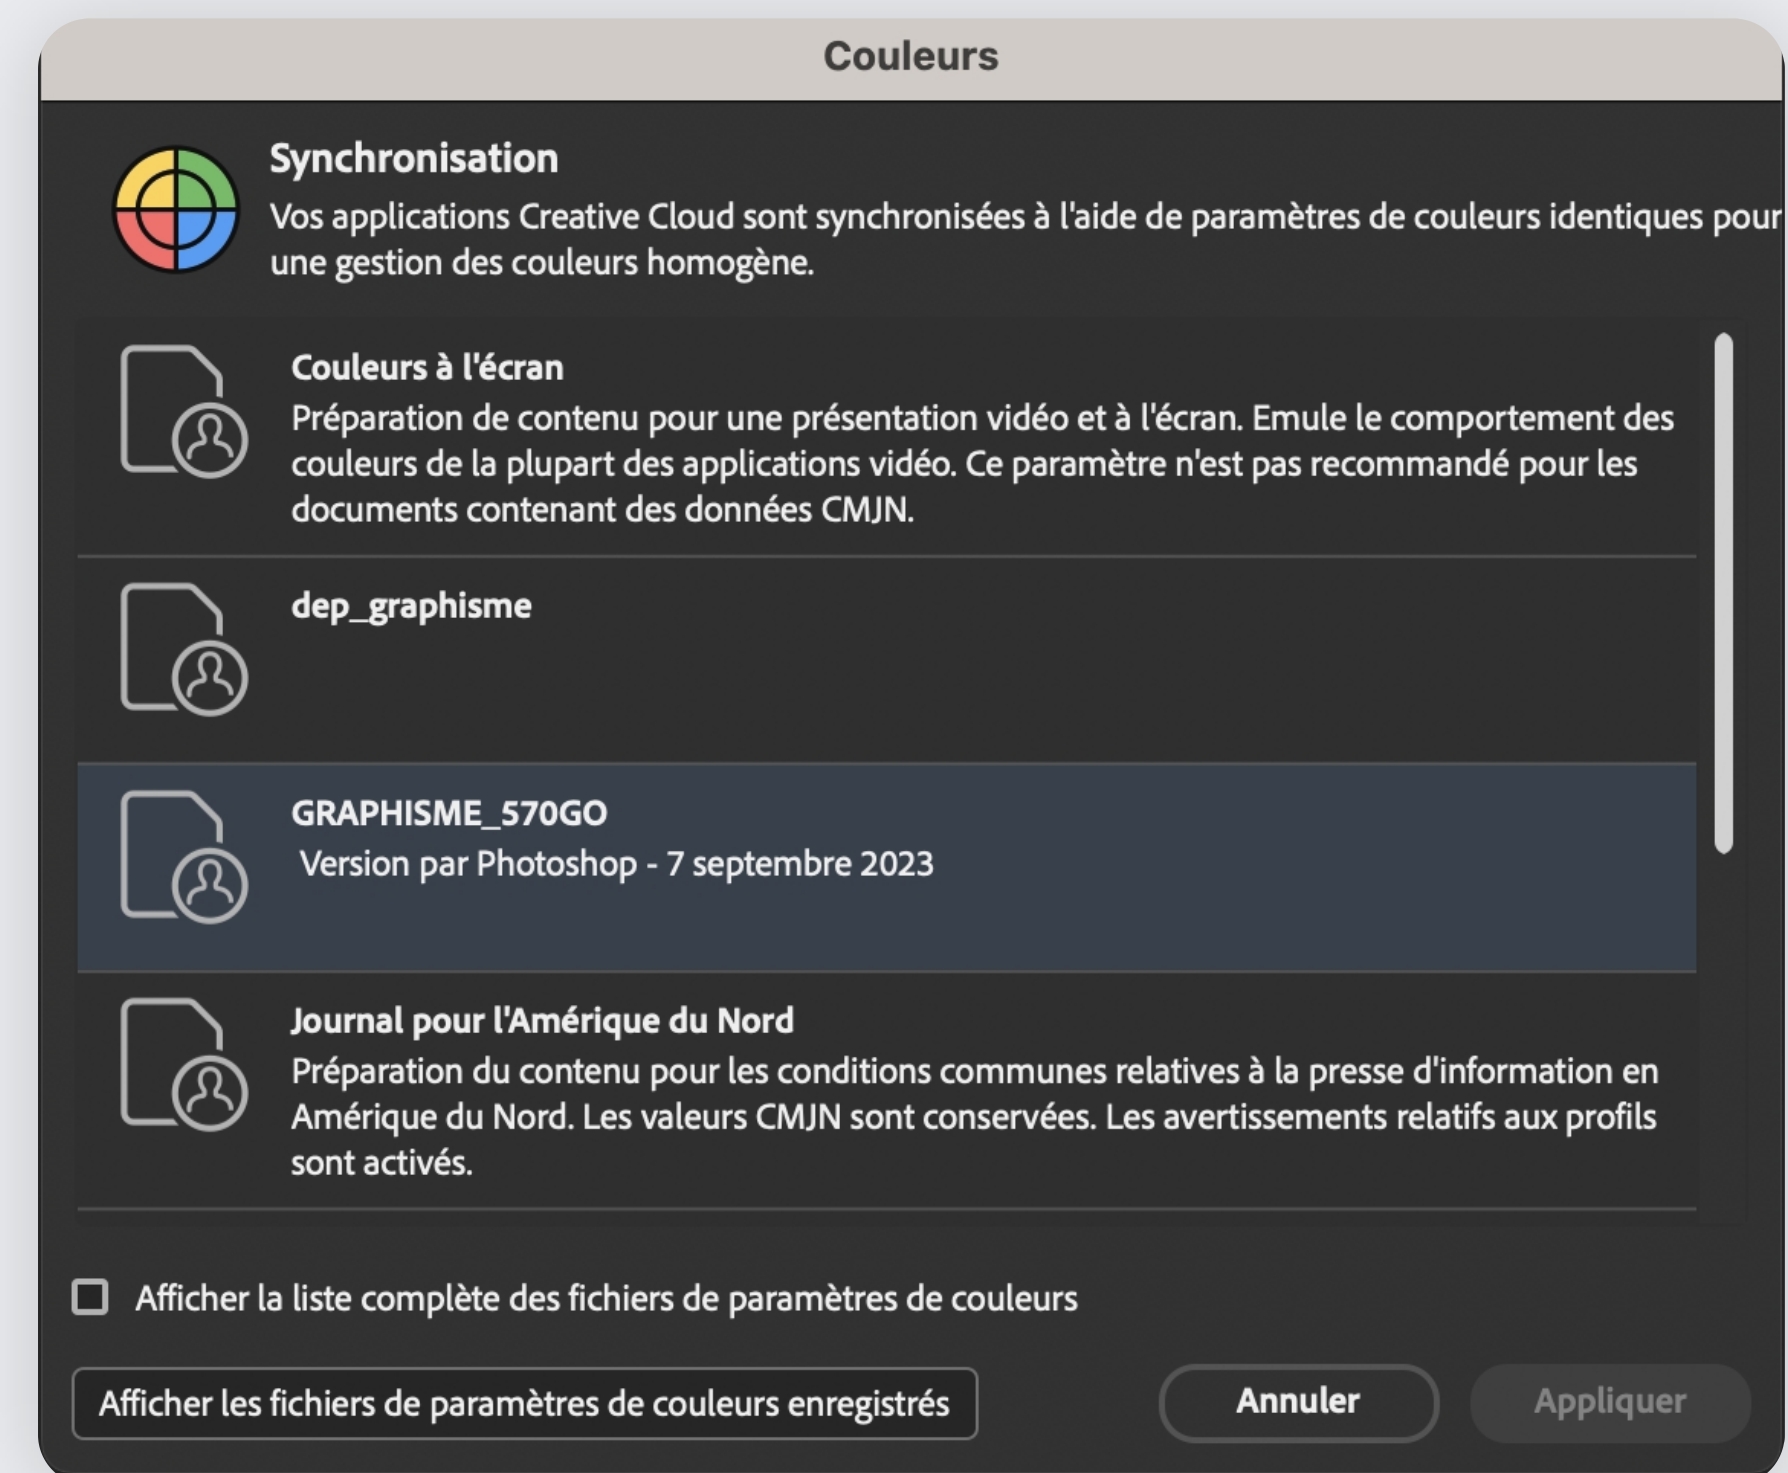 Couleurs
Synchronisation
Vos applications Creative Cloud sont synchronisées à l'aide de paramètres de couleurs identiques pour
une gestion des couleurs homogène.
Couleurs à l'écran
Préparation de contenu pour une présentation vidéo et à l'écran. Emule le comportement des
couleurs de la plupart des applications vidéo. Ce paramètre n'est pas recommandé pour les
documents contenant des données CMJN.
dep_graphisme
GRAPHISME_570GO
Version par Photoshop - 7 septembre 2023
Journal pour l'Amérique du Nord
Préparation du contenu pour les conditions communes relatives à la presse d'information en
Amérique du Nord. Les valeurs CMJN sont conservées. Les avertissements relatifs aux profils
sont activés.
Afficher la liste complète des fichiers de paramètres de couleurs
Afficher les fichiers de paramètres de couleurs enregistrés
Annuler
Appliquer